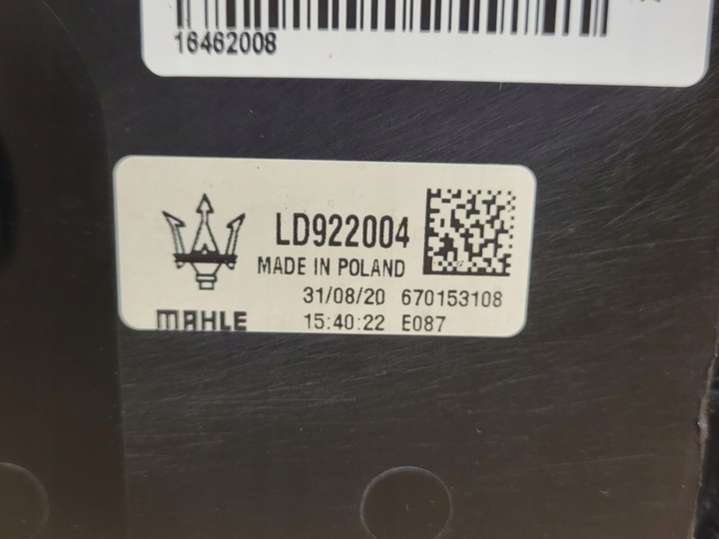 16462008
LD922004
MADE IN POLAND
31/08/20 670153108
MAHLE 15:40:22 E087